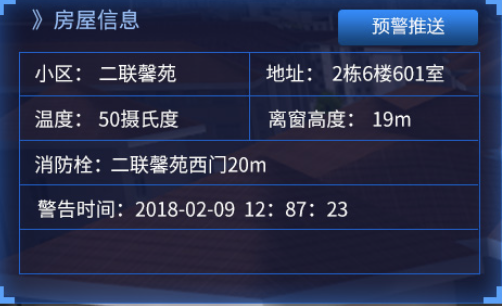 》房屋信息
预警推送
小区： 二联馨苑 地址： 2栋6楼601室
温度： 50摄氏度 离窗高度： 19m
消防栓：二联馨苑西门20m
警告时间：2018-02-09 12：87：23